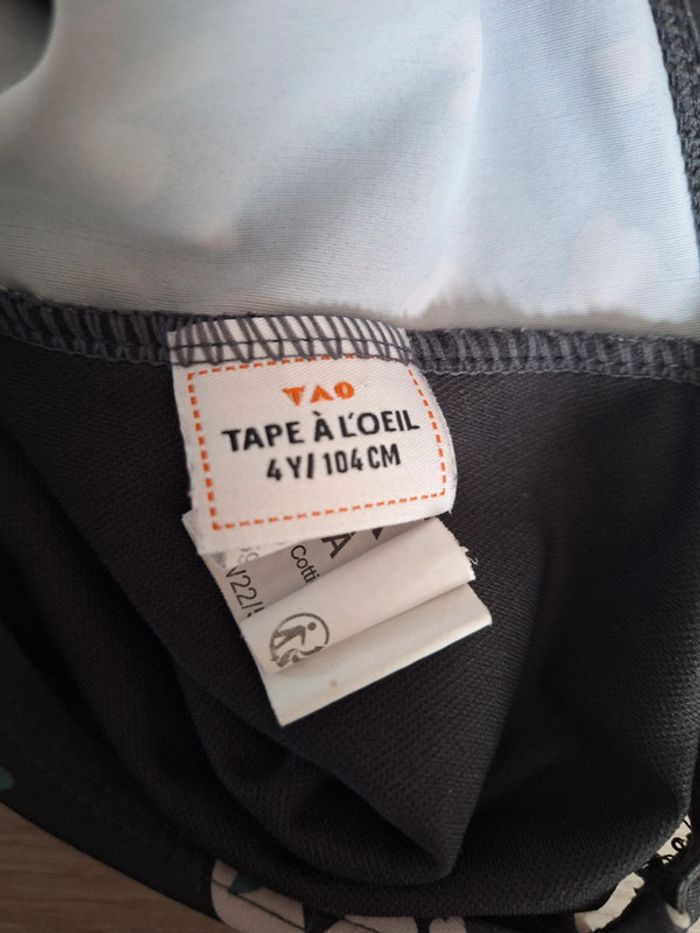 TAO
TAPE À L'OEIL
4 Y/ 104 CM
À